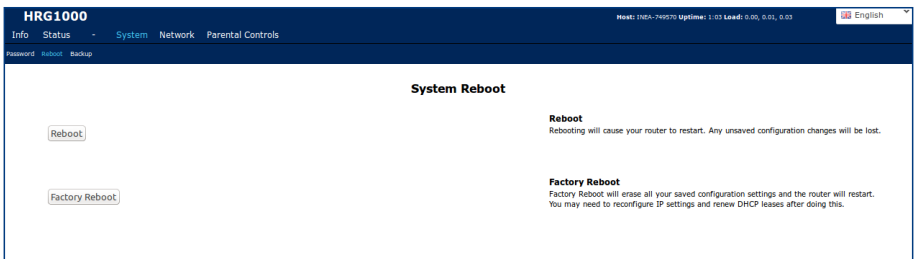 HRG1000
Host: INEA-749570 Uptime: 1:03 Load: 0.00, 0.01, 0.03
English
Info Status - System Network Parental Controls
Password Reboot Backup
System Reboot
Reboot
Reboot
Rebooting will cause your router to restart. Any unsaved configuration changes will be lost.
Factory Reboot
Factory Reboot
Factory Reboot will erase all your saved configuration settings and the router will restart.
You may need to reconfigure IP settings and renew DHCP leases after doing this.